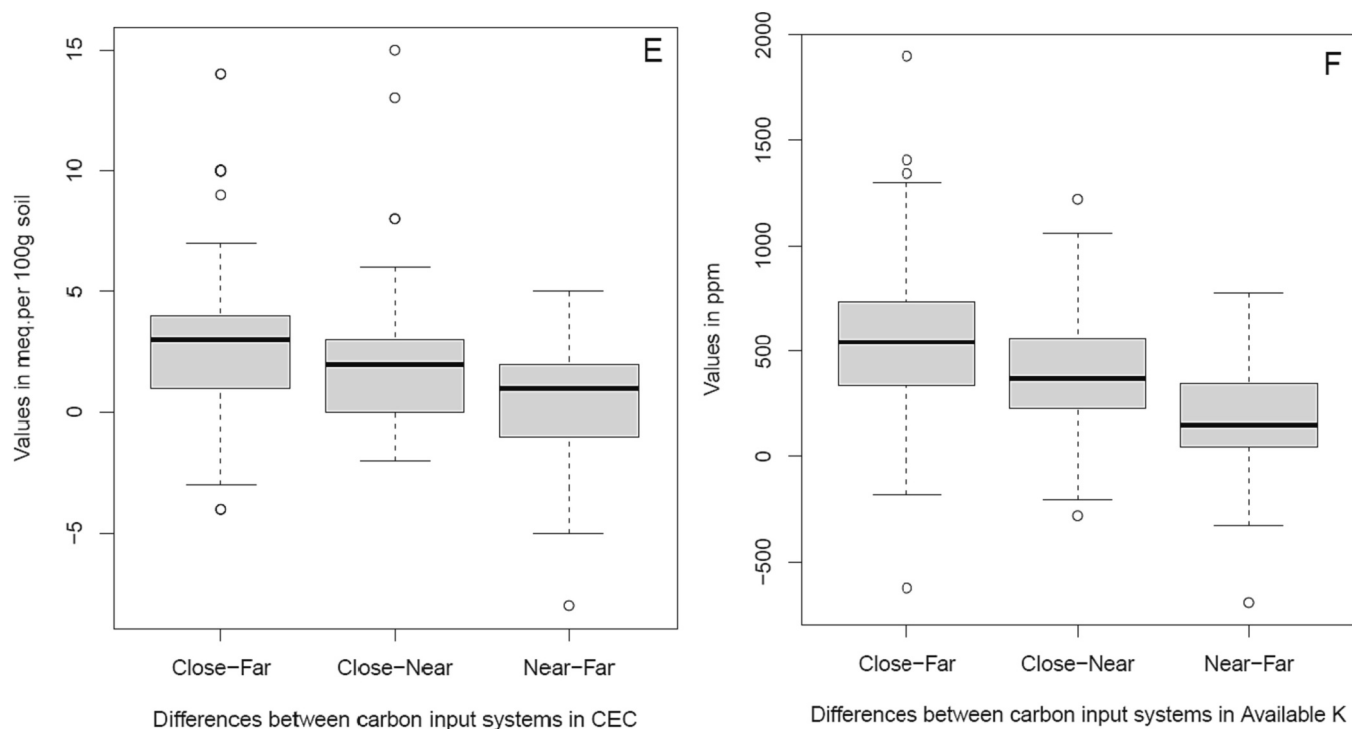 E
Values in meq.per 100g soil
15
10
5
0
−5
Close−Far
Close−Near
Near−Far
Differences between carbon input systems in CEC
F
Values in ppm
2000
1500
1000
500
0
−500
Close−Far
Close−Near
Near−Far
Differences between carbon input systems in Available K